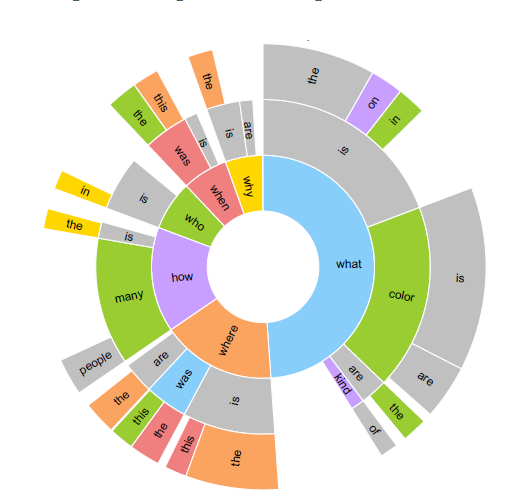 what
is
the
on
in
color
is
are
are
the
kind
of
where
is
the
this
was
the
this
are
the
how
many
people
is
the
who
is
in
when
was
the
this
is
why
is
the
are